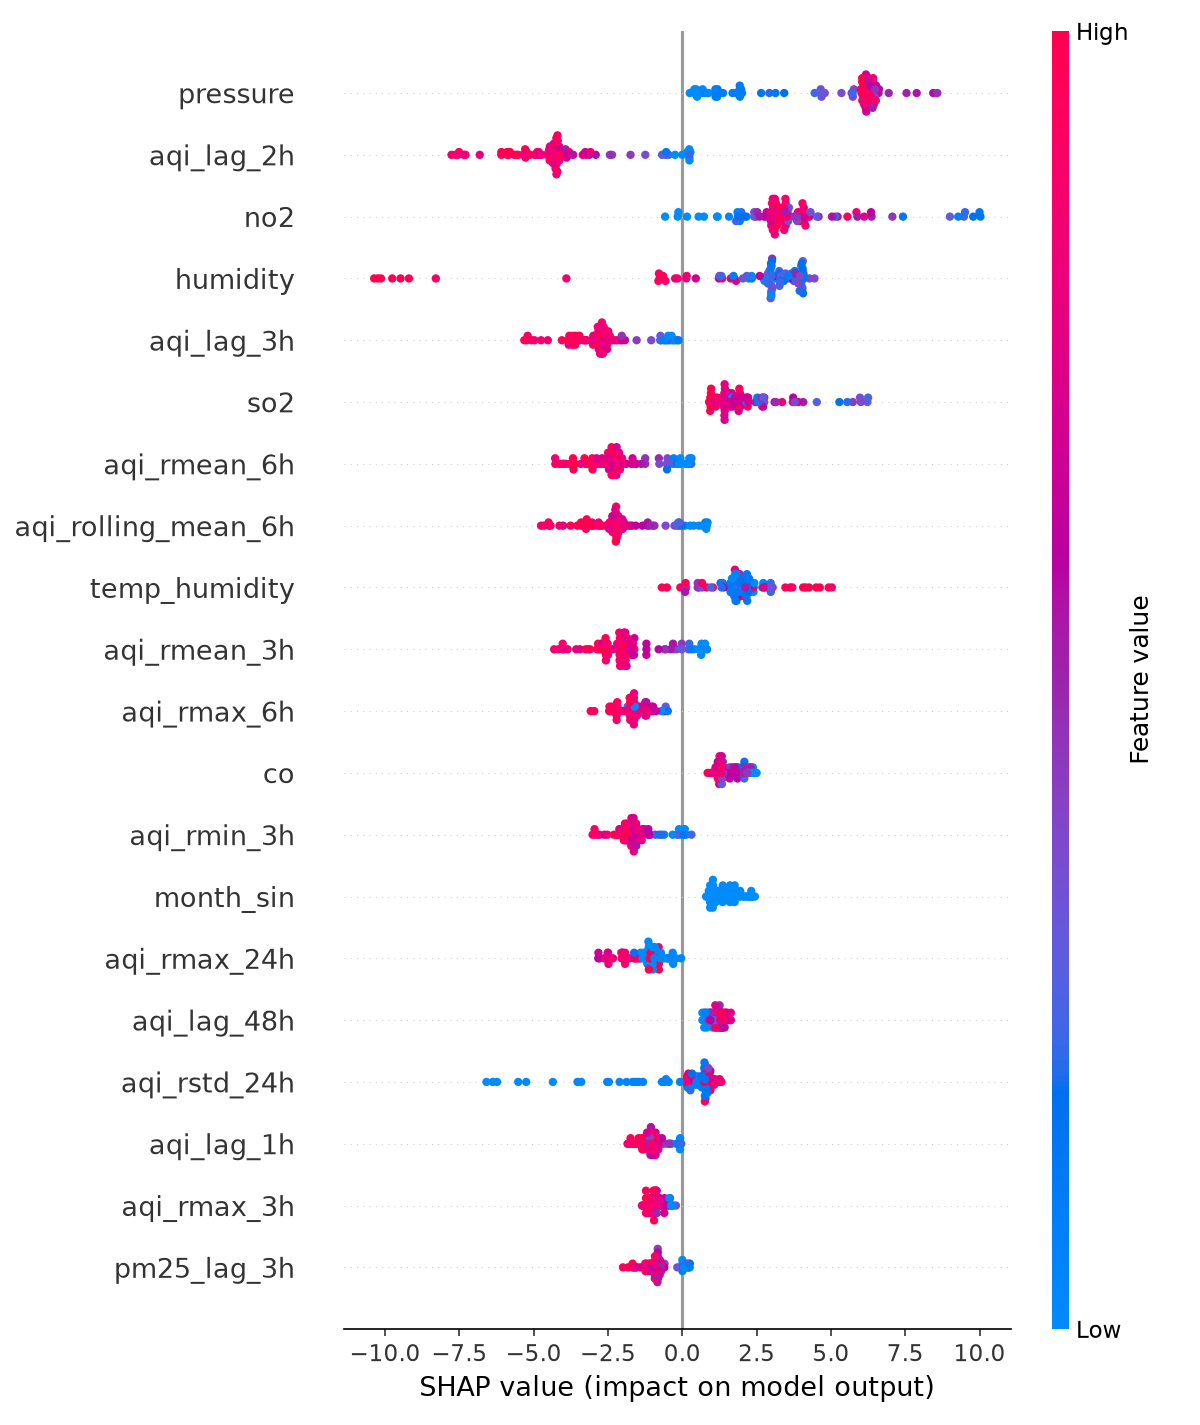 High
pressure
aqi_lag_2h
no2
humidity
aqi_lag_3h
so2
aqi_rmean_6h
aqi_rolling_mean_6h
temp_humidity
aqi_rmean_3h
aqi_rmax_6h
co
aqi_rmin_3h
month_sin
aqi_rmax_24h
aqi_lag_48h
aqi_rstd_24h
aqi_lag_1h
aqi_rmax_3h
pm25_lag_3h
Feature value
Low
−10.0 −7.5 −5.0 −2.5 0.0 2.5 5.0 7.5 10.0
SHAP value (impact on model output)